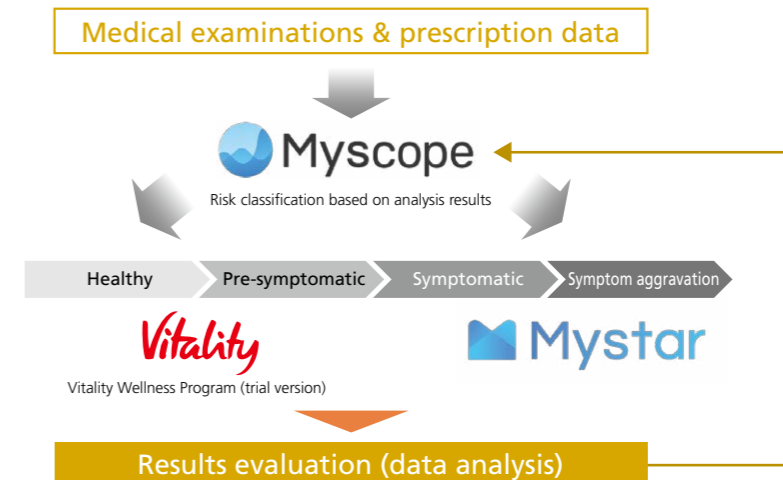 Medical examinations & prescription data
Myscope
Risk classification based on analysis results
Healthy
Pre-symptomatic
Symptomatic
Symptom aggravation
Vitality
Mystar
Vitality Wellness Program (trial version)
Results evaluation (data analysis)